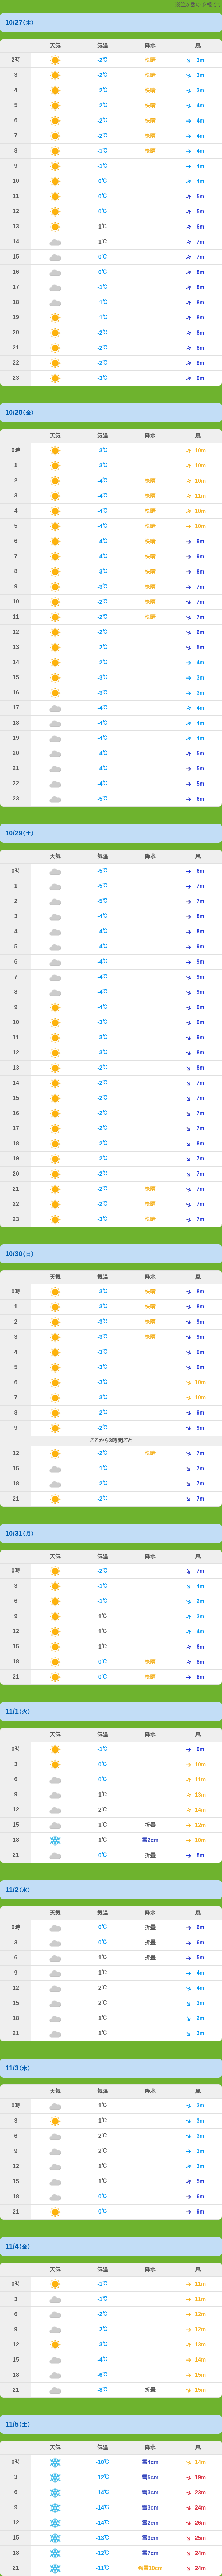 10/27(木)
天気 気温 降水 風
2時 -2℃ 快晴 3m
3 -2℃ 快晴 3m
4 -2℃ 快晴 3m
5 -2℃ 快晴 4m
6 -2℃ 快晴 4m
7 -2℃ 快晴 4m
8 -1℃ 快晴 4m
9 -1℃ 4m
10 0℃ 4m
11 0℃ 5m
12 0℃ 5m
13 1℃ 6m
14 1℃ 7m
15 0℃ 7m
16 0℃ 8m
17 -1℃ 8m
18 -1℃ 8m
19 -1℃ 8m
20 -2℃ 8m
21 -2℃ 8m
22 -2℃ 9m
23 -3℃ 9m
10/28(金)
天気 気温 降水 風
0時 -3℃ 10m
1 -3℃ 10m
2 -4℃ 快晴 10m
3 -4℃ 快晴 11m
4 -4℃ 快晴 10m
5 -4℃ 快晴 10m
6 -4℃ 快晴 9m
7 -4℃ 快晴 9m
8 -3℃ 快晴 8m
9 -3℃ 快晴 7m
10 -2℃ 快晴 7m
11 -2℃ 快晴 7m
12 -2℃ 6m
13 -2℃ 5m
14 -2℃ 4m
15 -3℃ 3m
16 -3℃ 3m
17 -4℃ 4m
18 -4℃ 4m
19 -4℃ 4m
20 -4℃ 5m
21 -4℃ 5m
22 -4℃ 5m
23 -5℃ 6m
10/29(土)
天気 気温 降水 風
0時 -5℃ 6m
1 -5℃ 7m
2 -5℃ 7m
3 -4℃ 8m
4 -4℃ 8m
5 -4℃ 9m
6 -4℃ 9m
7 -4℃ 9m
8 -4℃ 9m
9 -4℃ 9m
10 -3℃ 9m
11 -3℃ 9m
12 -3℃ 8m
13 -2℃ 8m
14 -2℃ 7m
15 -2℃ 7m
16 -2℃ 7m
17 -2℃ 7m
18 -2℃ 8m
19 -2℃ 7m
20 -2℃ 7m
21 -2℃ 快晴 7m
22 -2℃ 快晴 7m
23 -3℃ 快晴 7m
10/30(日)
天気 気温 降水 風
0時 -3℃ 快晴 8m
1 -3℃ 快晴 8m
2 -3℃ 快晴 9m
3 -3℃ 快晴 9m
4 -3℃ 9m
5 -3℃ 9m
6 -3℃ 10m
7 -3℃ 10m
8 -2℃ 9m
9 -2℃ 9m
ここから3時間ごと
12 -2℃ 快晴 7m
15 -1℃ 7m
18 -2℃ 7m
21 -2℃ 7m
10/31(月)
天気 気温 降水 風
0時 -2℃ 7m
3 -1℃ 4m
6 -1℃ 2m
9 1℃ 3m
12 1℃ 4m
15 1℃ 6m
18 0℃ 快晴 8m
21 0℃ 快晴 8m
11/1(火)
天気 気温 降水 風
0時 -1℃ 9m
3 0℃ 10m
6 0℃ 11m
9 1℃ 13m
12 2℃ 14m
15 1℃ 折曇 12m
18 1℃ 雪2cm 10m
21 0℃ 折曇 8m
11/2(水)
天気 気温 降水 風
0時 0℃ 折曇 6m
3 0℃ 折曇 6m
6 1℃ 折曇 5m
9 1℃ 4m
12 2℃ 4m
15 2℃ 3m
18 1℃ 2m
21 1℃ 3m
11/3(木)
天気 気温 降水 風
0時 1℃ 3m
3 1℃ 3m
6 2℃ 3m
9 2℃ 3m
12 1℃ 3m
15 1℃ 5m
18 0℃ 6m
21 0℃ 9m
11/4(金)
天気 気温 降水 風
0時 -1℃ 11m
3 -1℃ 11m
6 -2℃ 12m
9 -2℃ 12m
12 -3℃ 13m
15 -4℃ 14m
18 -6℃ 15m
21 -8℃ 折曇 15m
11/5(土)
天気 気温 降水 風
0時 -10℃ 雪4cm 14m
3 -12℃ 雪5cm 19m
6 -14℃ 雪3cm 23m
9 -14℃ 雪3cm 24m
12 -14℃ 雪2cm 26m
15 -13℃ 雪3cm 25m
18 -12℃ 雪7cm 24m
21 -11℃ 強雪10cm 24m